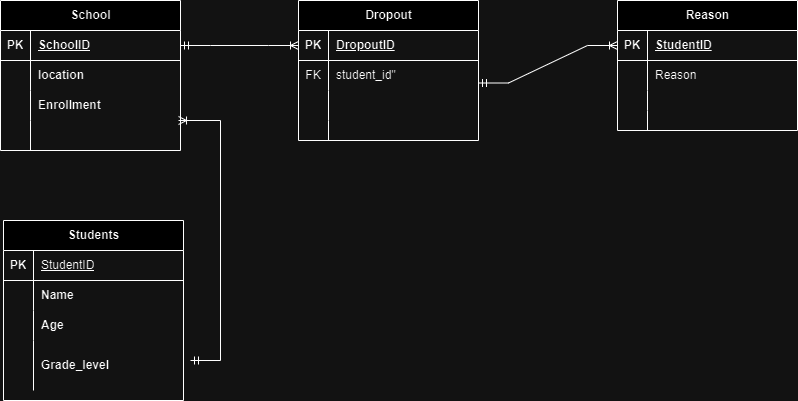 School
PK SchoolID
location
Enrollment
Dropout
PK DropoutID
FK student_id"
Reason
PK StudentID
Reason
Students
PK StudentID
Name
Age
Grade_level